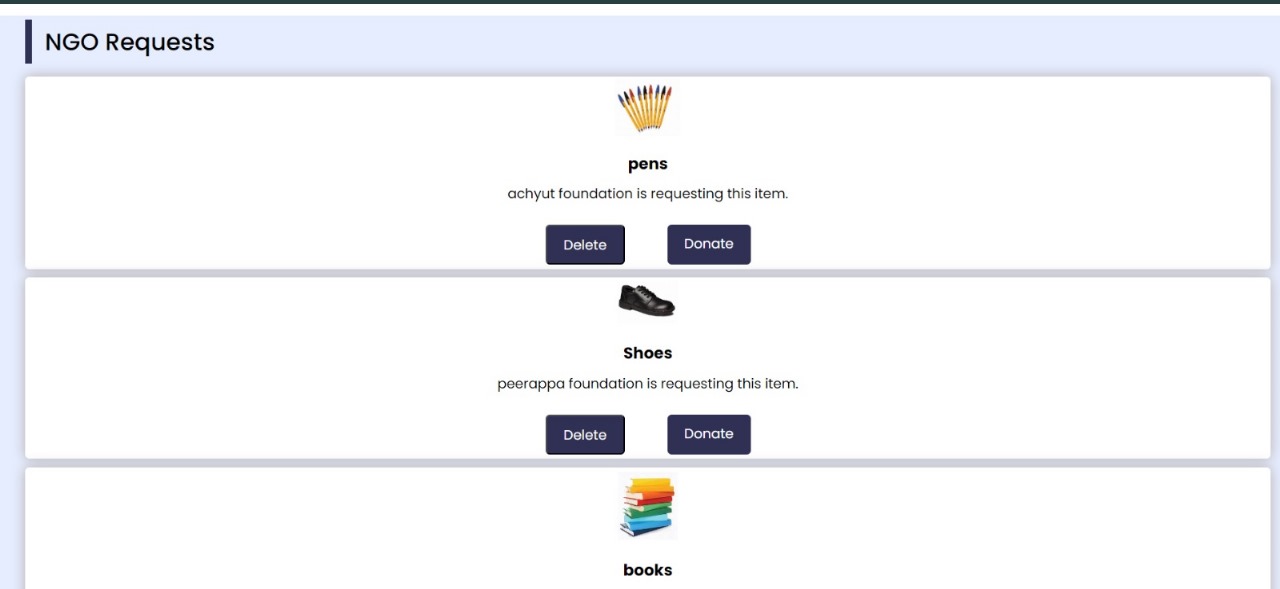 NGO Requests
pens
achyut foundation is requesting this item.
Delete Donate
Shoes
peerappa foundation is requesting this item.
Delete Donate
books